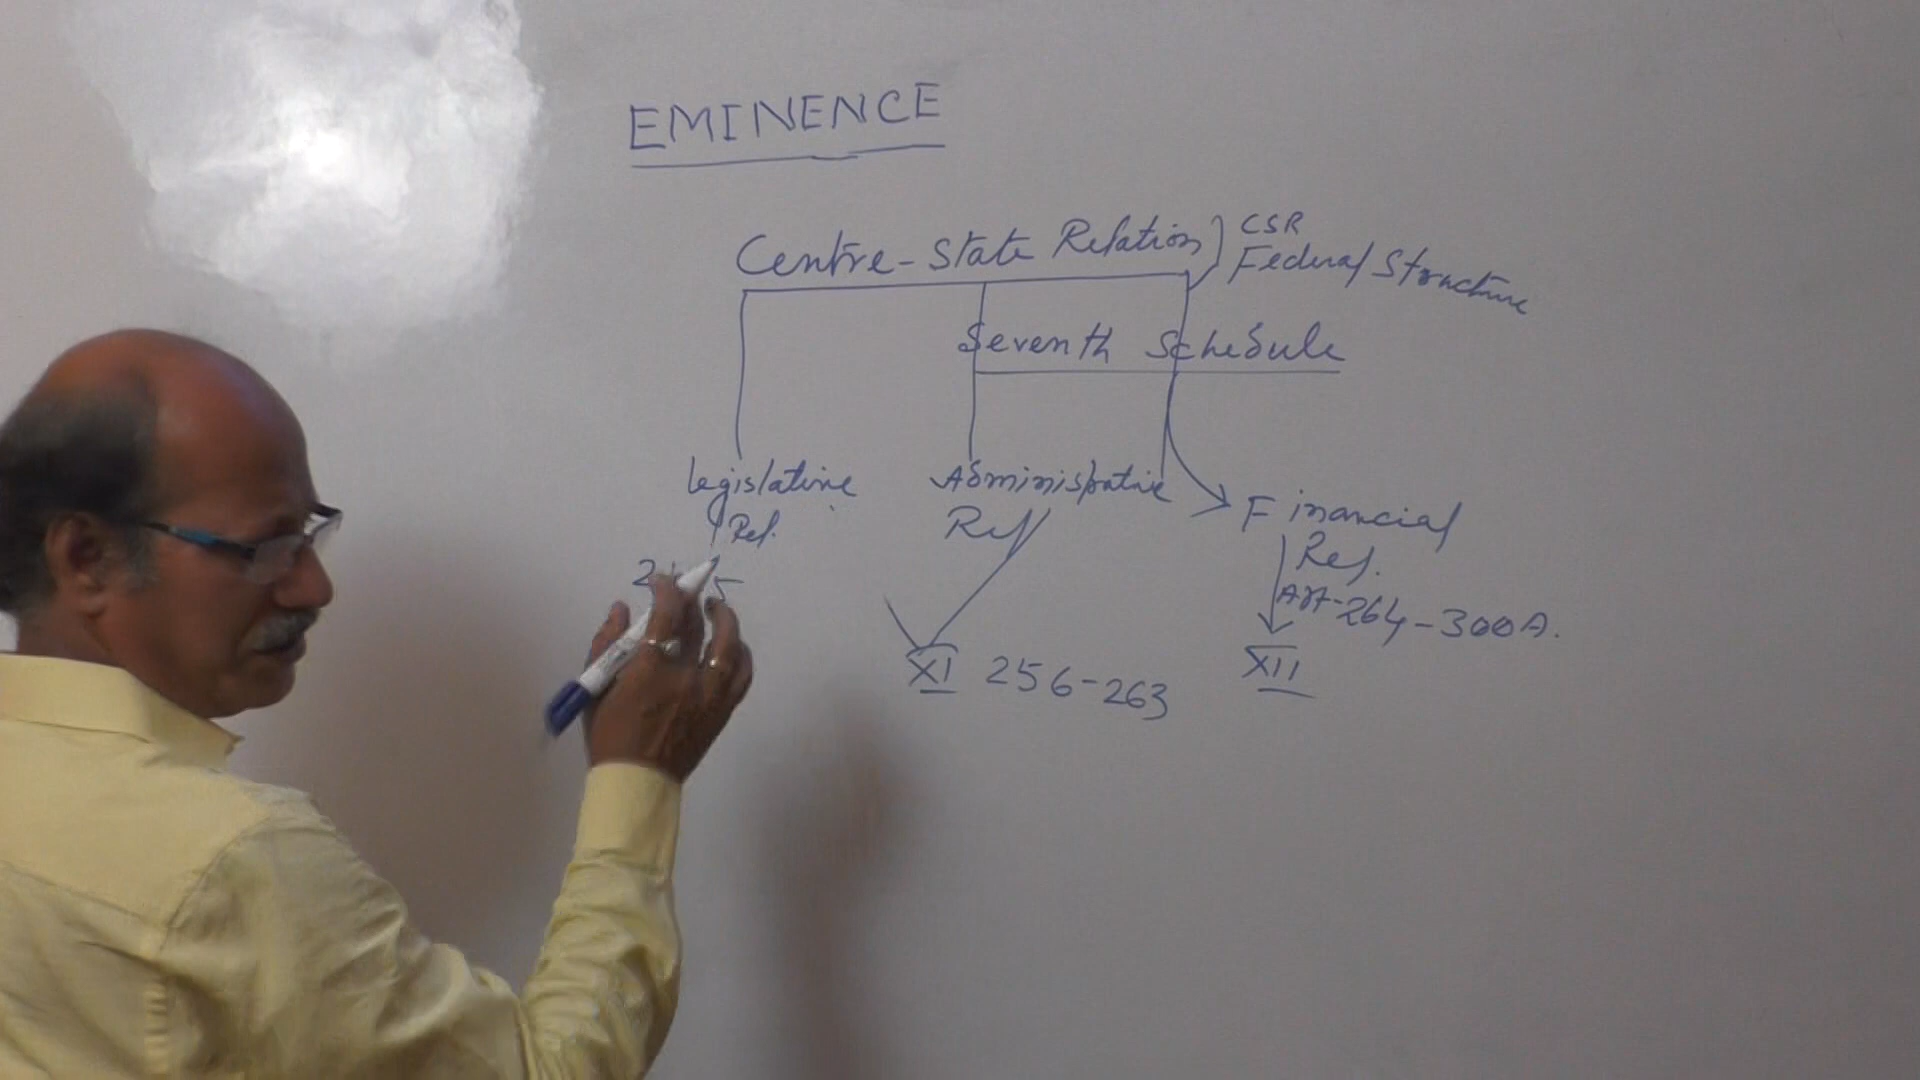 EMINENCE
Centre-State Relation } CSR
Federal Structure
Seventh Schedule
Legislative Rel.
Administrative Rel
Financial Rel.
Art-264-300A.
XI 256-263
XII